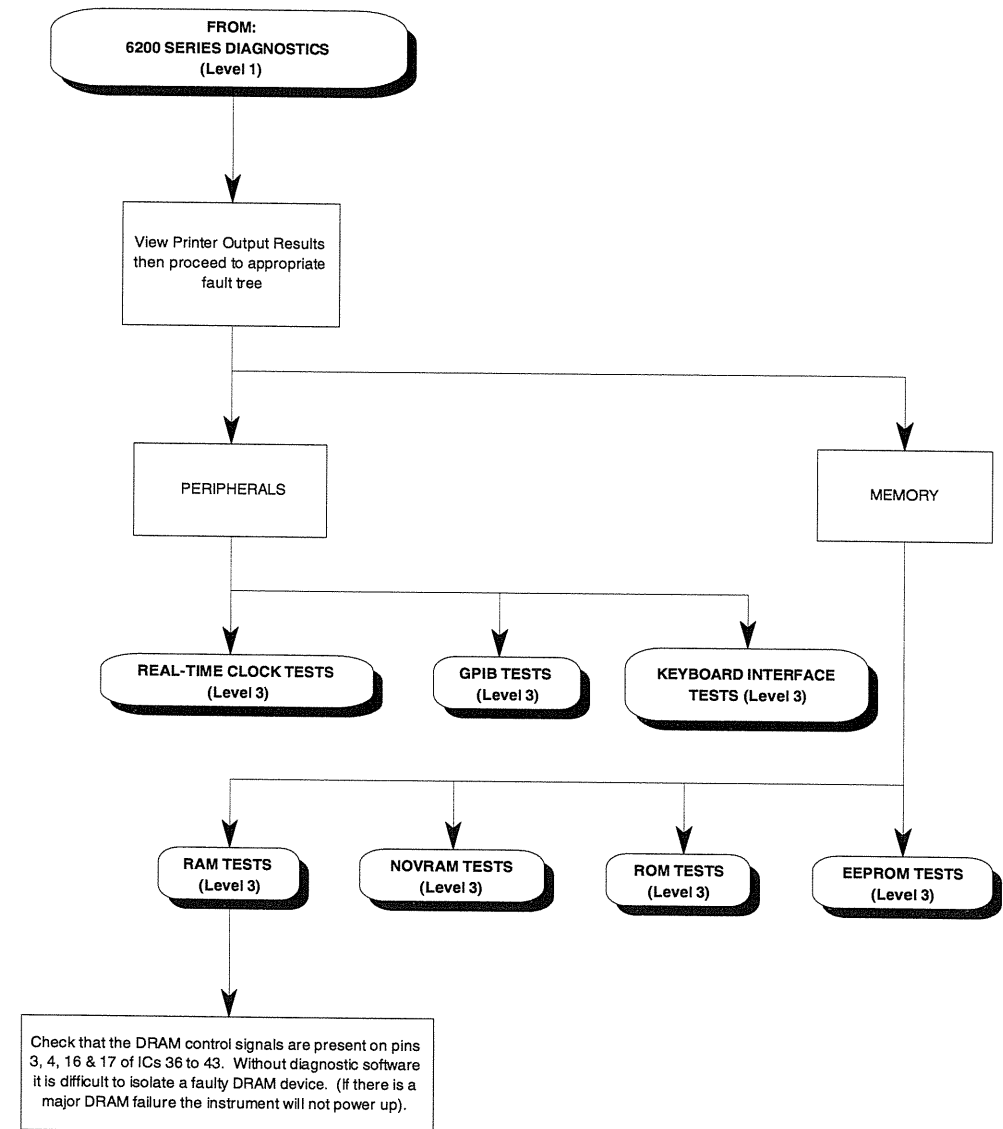 FROM:
6200 SERIES DIAGNOSTICS
(Level 1)
View Printer Output Results
then proceed to appropriate
fault tree
PERIPHERALS
MEMORY
REAL-TIME CLOCK TESTS
(Level 3)
GPIB TESTS
(Level 3)
KEYBOARD INTERFACE
TESTS (Level 3)
RAM TESTS
(Level 3)
NOVRAM TESTS
(Level 3)
ROM TESTS
(Level 3)
EEPROM TESTS
(Level 3)
Check that the DRAM control signals are present on pins
3, 4, 16 & 17 of ICs 36 to 43. Without diagnostic software
it is difficult to isolate a faulty DRAM device. (If there is a
major DRAM failure the instrument will not power up).